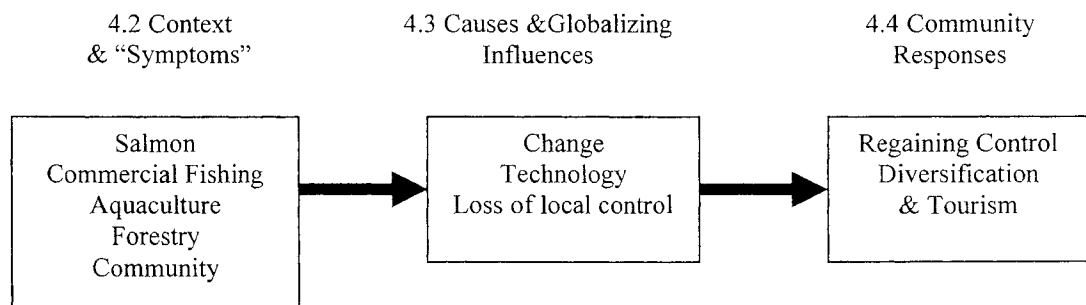 4.2 Context
& “Symptoms”
4.3 Causes &Globalizing
Influences
4.4 Community
Responses
Salmon
Commercial Fishing
Aquaculture
Forestry
Community
Change
Technology
Loss of local control
Regaining Control
Diversification
& Tourism